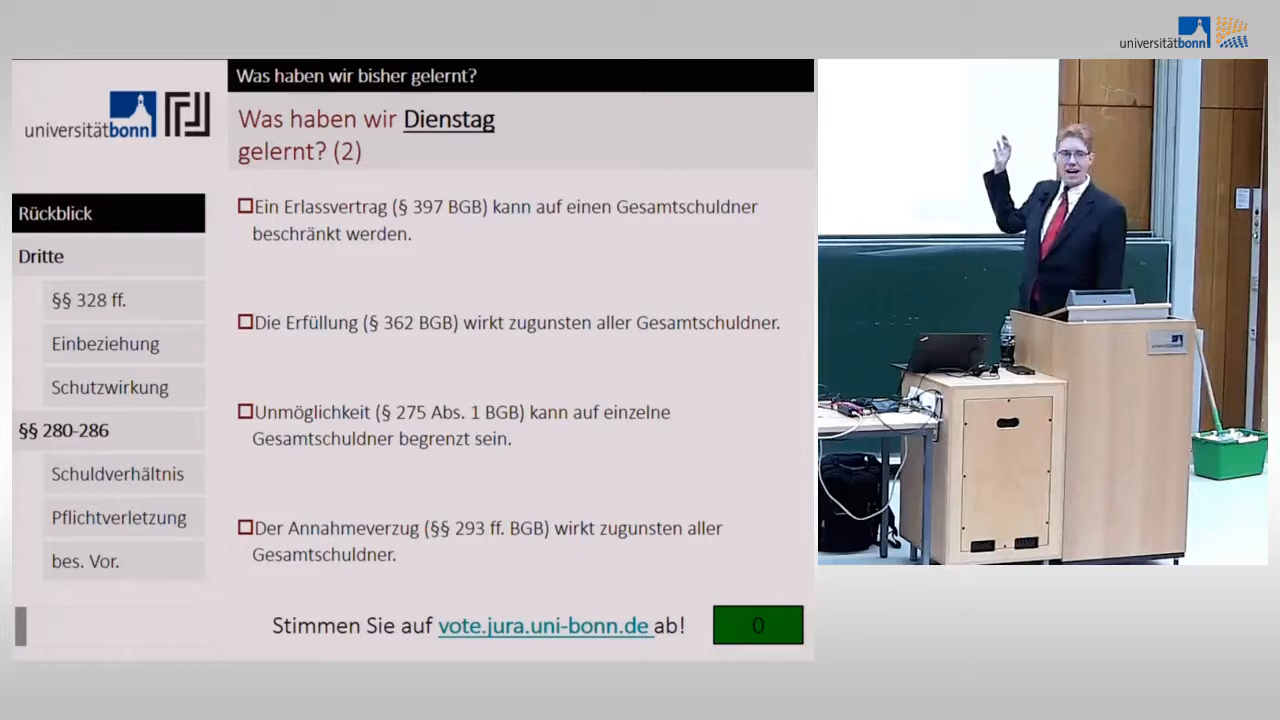 universitätbonn
Was haben wir bisher gelernt?
universitätbonn
Was haben wir Dienstag
gelernt? (2)
Rückblick
Dritte
§§ 328 ff.
Einbeziehung
Schutzwirkung
§§ 280-286
Schuldverhältnis
Pflichtverletzung
bes. Vor.
Ein Erlassvertrag (§ 397 BGB) kann auf einen Gesamtschuldner
beschränkt werden.
Die Erfüllung (§ 362 BGB) wirkt zugunsten aller Gesamtschuldner.
Unmöglichkeit (§ 275 Abs. 1 BGB) kann auf einzelne
Gesamtschuldner begrenzt sein.
Der Annahmeverzug (§§ 293 ff. BGB) wirkt zugunsten aller
Gesamtschuldner.
Stimmen Sie auf vote.jura.uni-bonn.de ab!
0